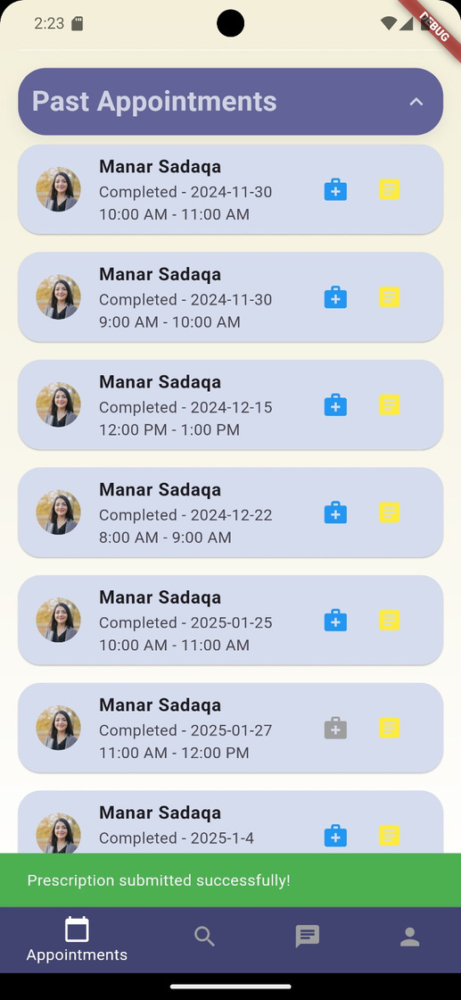 2:23
DEBUG
Past Appointments
Manar Sadaqa
Completed - 2024-11-30
10:00 AM - 11:00 AM
Manar Sadaqa
Completed - 2024-11-30
9:00 AM - 10:00 AM
Manar Sadaqa
Completed - 2024-12-15
12:00 PM - 1:00 PM
Manar Sadaqa
Completed - 2024-12-22
8:00 AM - 9:00 AM
Manar Sadaqa
Completed - 2025-01-25
10:00 AM - 11:00 AM
Manar Sadaqa
Completed - 2025-01-27
11:00 AM - 12:00 PM
Manar Sadaqa
Completed - 2025-1-4
Prescription submitted successfully!
Appointments